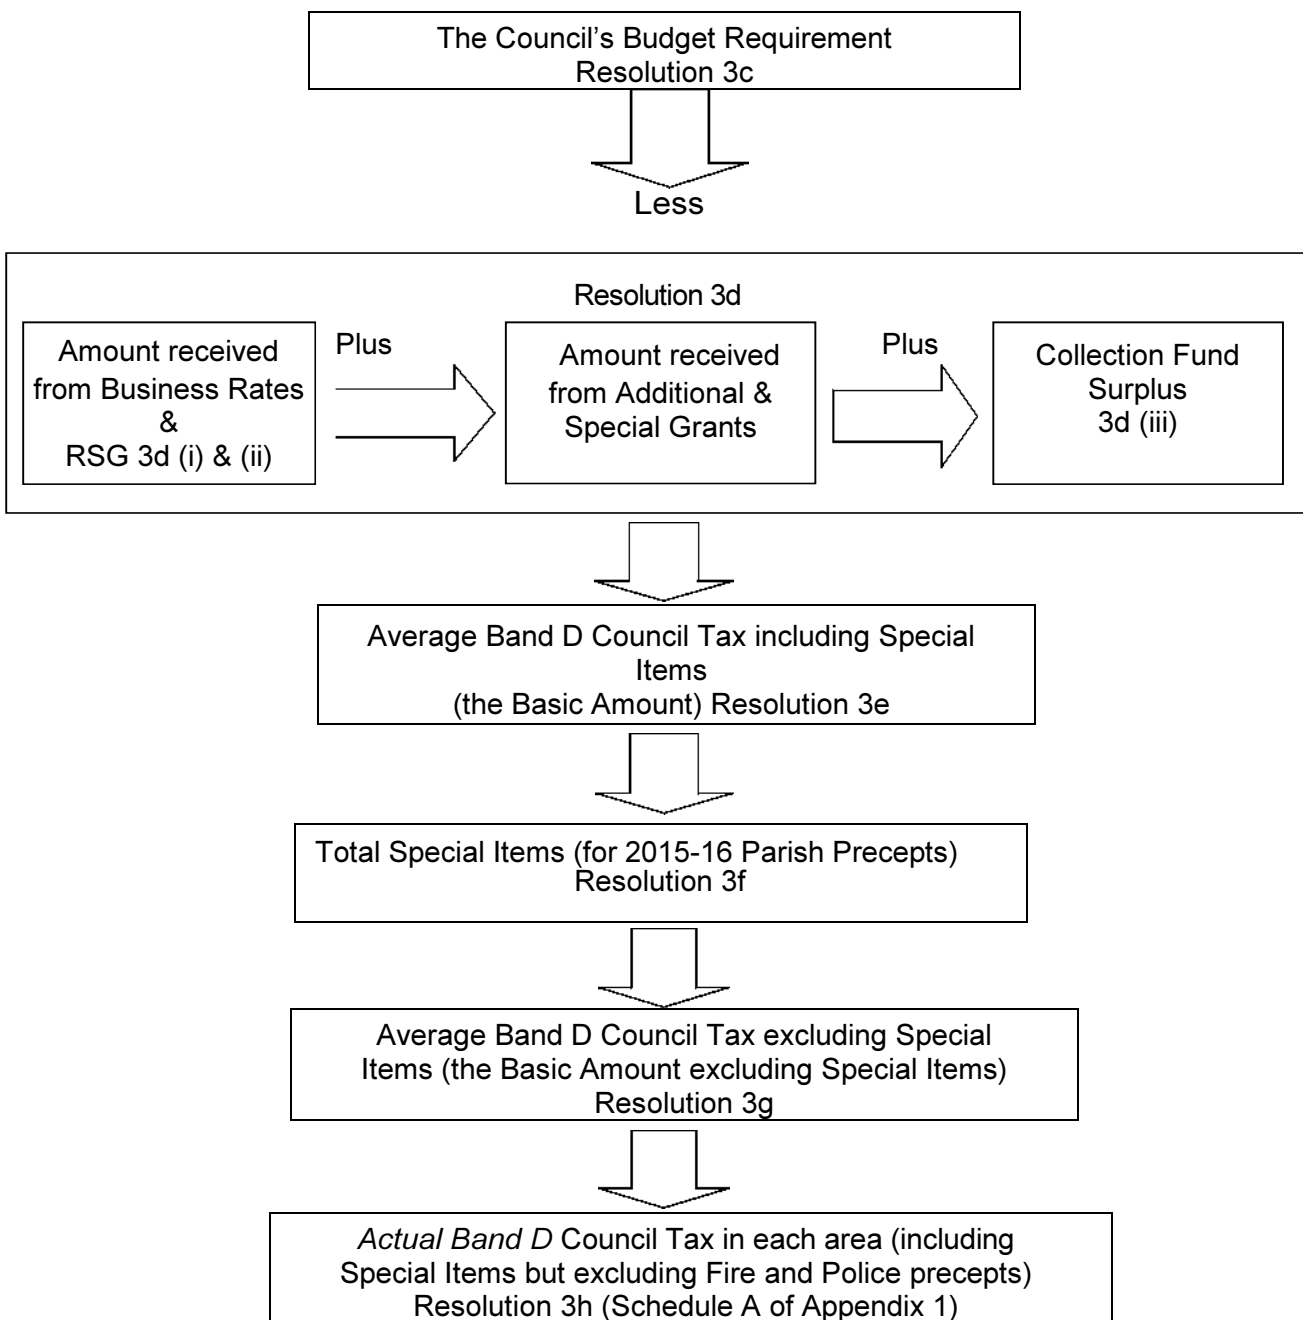 The Council’s Budget Requirement
Resolution 3c
Less
Resolution 3d
Amount received
from Business Rates
&
RSG 3d (i) & (ii)
Plus
Amount received
from Additional &
Special Grants
Plus
Collection Fund
Surplus
3d (iii)
Average Band D Council Tax including Special
Items
(the Basic Amount) Resolution 3e
Total Special Items (for 2015-16 Parish Precepts)
Resolution 3f
Average Band D Council Tax excluding Special
Items (the Basic Amount excluding Special Items)
Resolution 3g
Actual Band D Council Tax in each area (including
Special Items but excluding Fire and Police precepts)
Resolution 3h (Schedule A of Appendix 1)